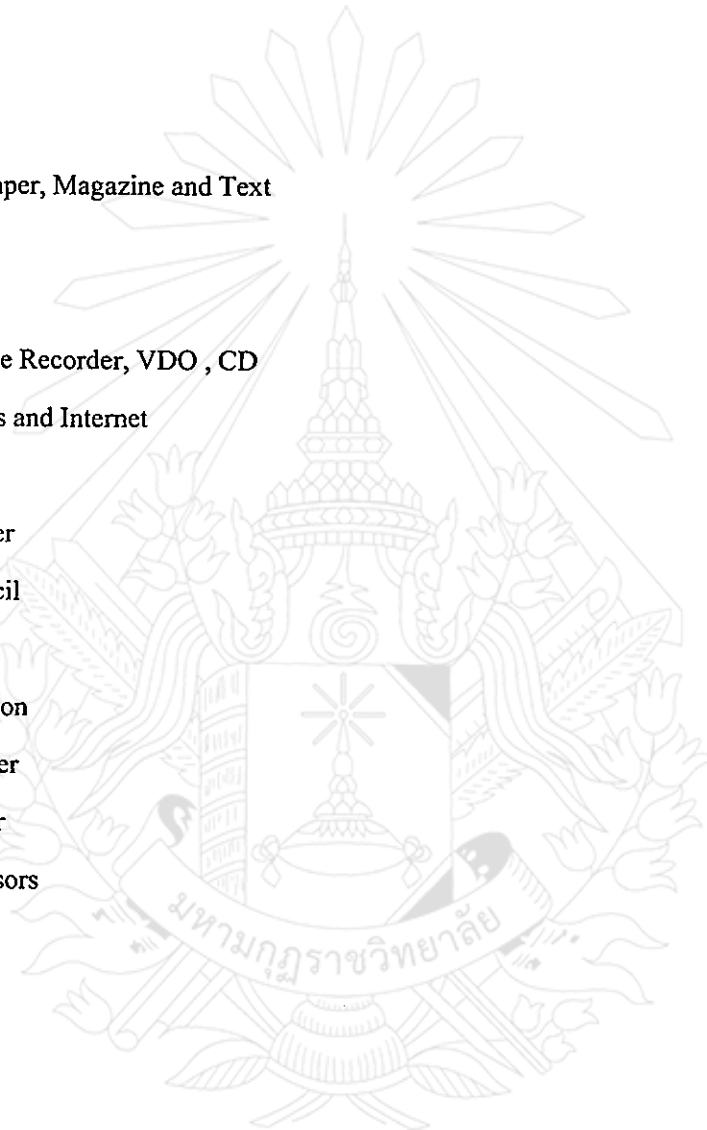 aper, Magazine and Text
e Recorder, VDO , CD
s and Internet
er
cil
on
er
r
sors
มหามกุฏราชวิทยาลัย